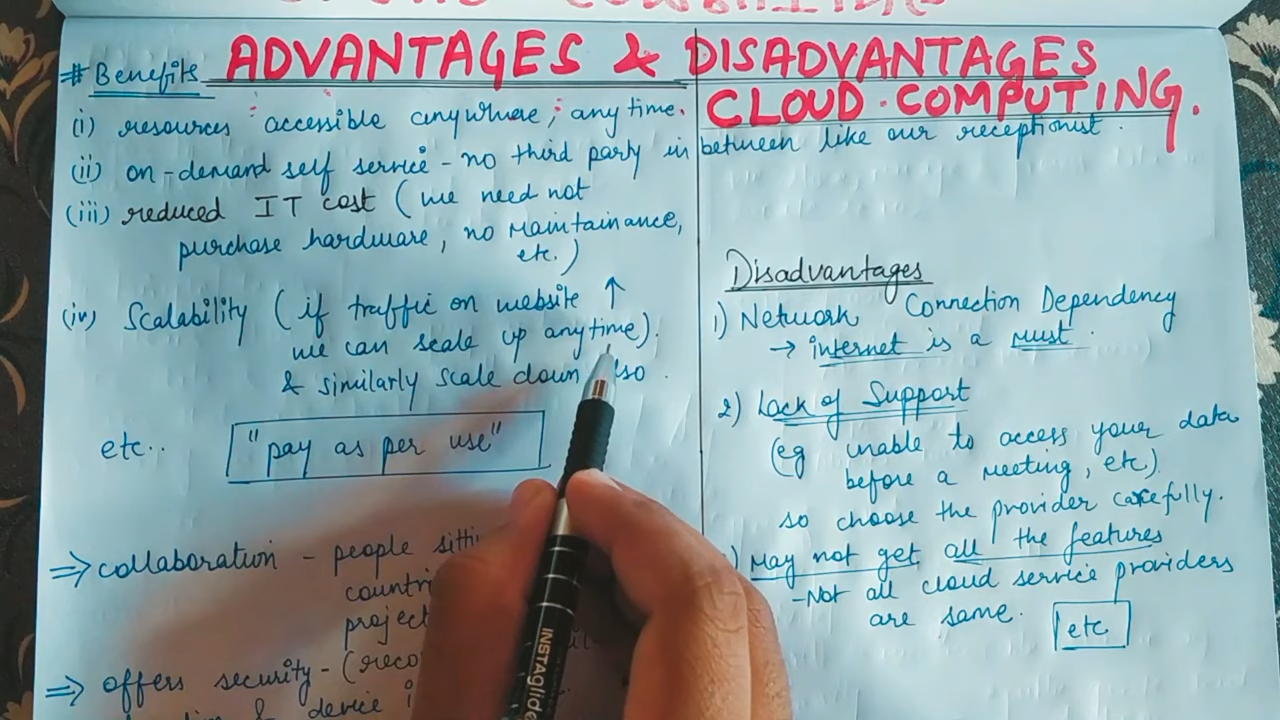 ADVANTAGES & DISADVANTAGES
CLOUD COMPUTING.
# Benefits
(i) resources accessible anywhere, any time.
(ii) on-demand self service - no third party in between like our receptionist.
(iii) reduced IT cost (we need not
purchase hardware, no maintainance,
etc.)
(iv) Scalability (if traffic on website ↑
we can scale up anytime).
& similarly scale down also.
etc..
"pay as per use"
⇒ collaboration - people
⇒ offers security -
& device
Disadvantages
1) Network Connection Dependency
→ internet is a must.
2) Lack of Support
(eg unable to access your data
before a meeting, etc)
so choose the provider carefully.
) May not get all the features
-Not all cloud service providers
are same.
etc
INSTAglide